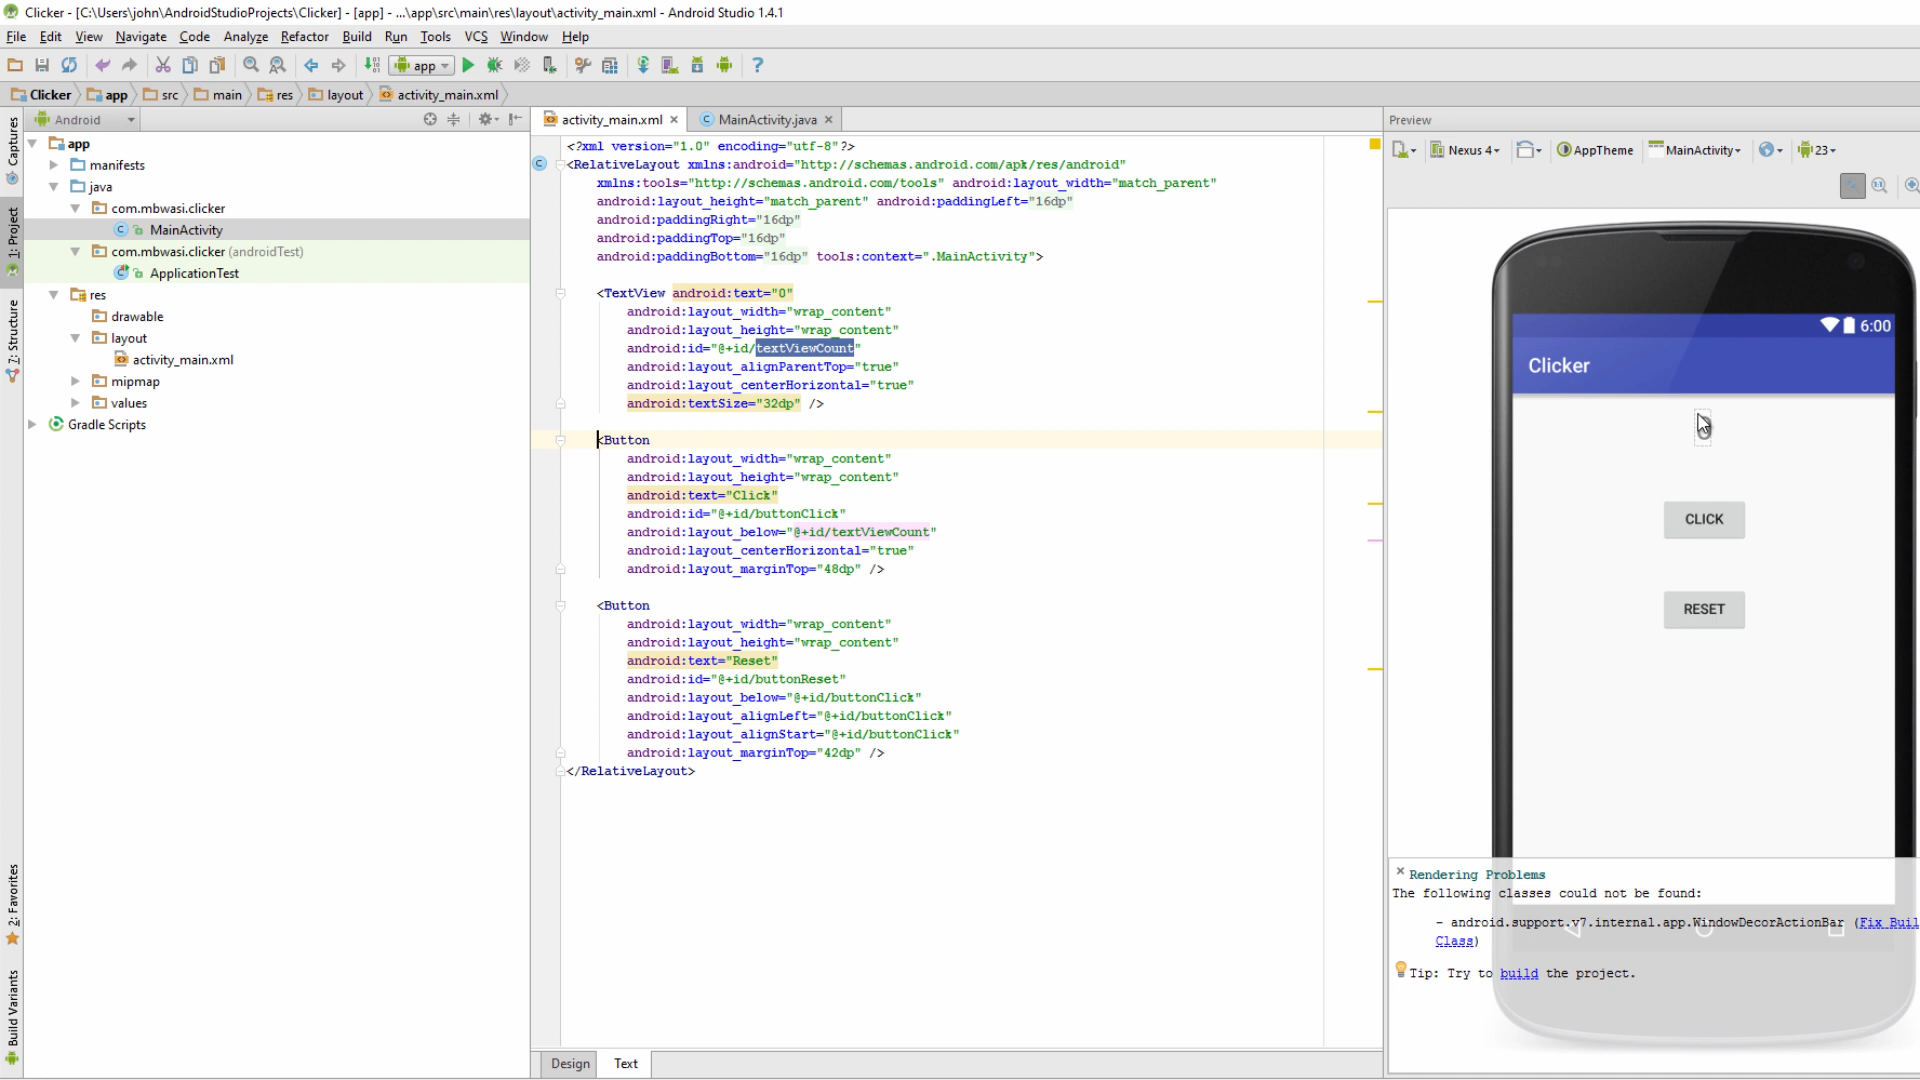 Clicker - [C:\Users\john\AndroidStudioProjects\Clicker] - [app] - ...\app\src\main\res\layout\activity_main.xml - Android Studio 1.4.1
File Edit View Navigate Code Analyze Refactor Build Run Tools VCS Window Help
app
Clicker app src main res layout activity_main.xml
Captures
1: Project
7: Structure
2: Favorites
Build Variants
Android
app
manifests
java
com.mbwasi.clicker
MainActivity
com.mbwasi.clicker (androidTest)
ApplicationTest
res
drawable
layout
activity_main.xml
mipmap
values
Gradle Scripts
activity_main.xml MainActivity.java
<?xml version="1.0" encoding="utf-8"?>
<RelativeLayout xmlns:android="http://schemas.android.com/apk/res/android"
xmlns:tools="http://schemas.android.com/tools" android:layout_width="match_parent"
android:layout_height="match_parent" android:paddingLeft="16dp"
android:paddingRight="16dp"
android:paddingTop="16dp"
android:paddingBottom="16dp" tools:context=".MainActivity">
<TextView android:text="0"
android:layout_width="wrap_content"
android:layout_height="wrap_content"
android:id="@+id/textViewCount"
android:layout_alignParentTop="true"
android:layout_centerHorizontal="true"
android:textSize="32dp" />
<Button
android:layout_width="wrap_content"
android:layout_height="wrap_content"
android:text="Click"
android:id="@+id/buttonClick"
android:layout_below="@+id/textViewCount"
android:layout_centerHorizontal="true"
android:layout_marginTop="48dp" />
<Button
android:layout_width="wrap_content"
android:layout_height="wrap_content"
android:text="Reset"
android:id="@+id/buttonReset"
android:layout_below="@+id/buttonClick"
android:layout_alignLeft="@+id/buttonClick"
android:layout_alignStart="@+id/buttonClick"
android:layout_marginTop="42dp" />
</RelativeLayout>
Design Text
Preview
Nexus 4 AppTheme MainActivity 23
6:00
Clicker
0
CLICK
RESET
Rendering Problems
The following classes could not be found:
- android.support.v7.internal.app.WindowDecorActionBar (Fix Buil
Class)
Tip: Try to build the project.